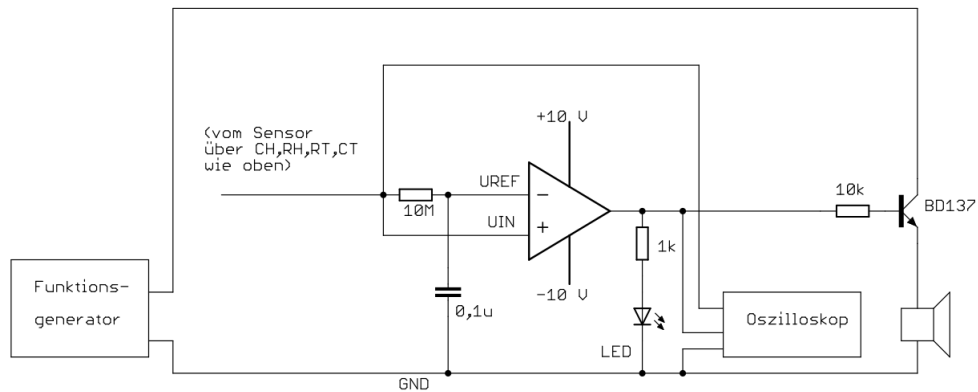 (vom Sensor
über CH,RH,RT,CT
wie oben)
+10 V
UREF
10M
UIN
-
+
-10 V
0,1u
1k
LED
10k
BD137
Funktions-
generator
Oszilloskop
GND